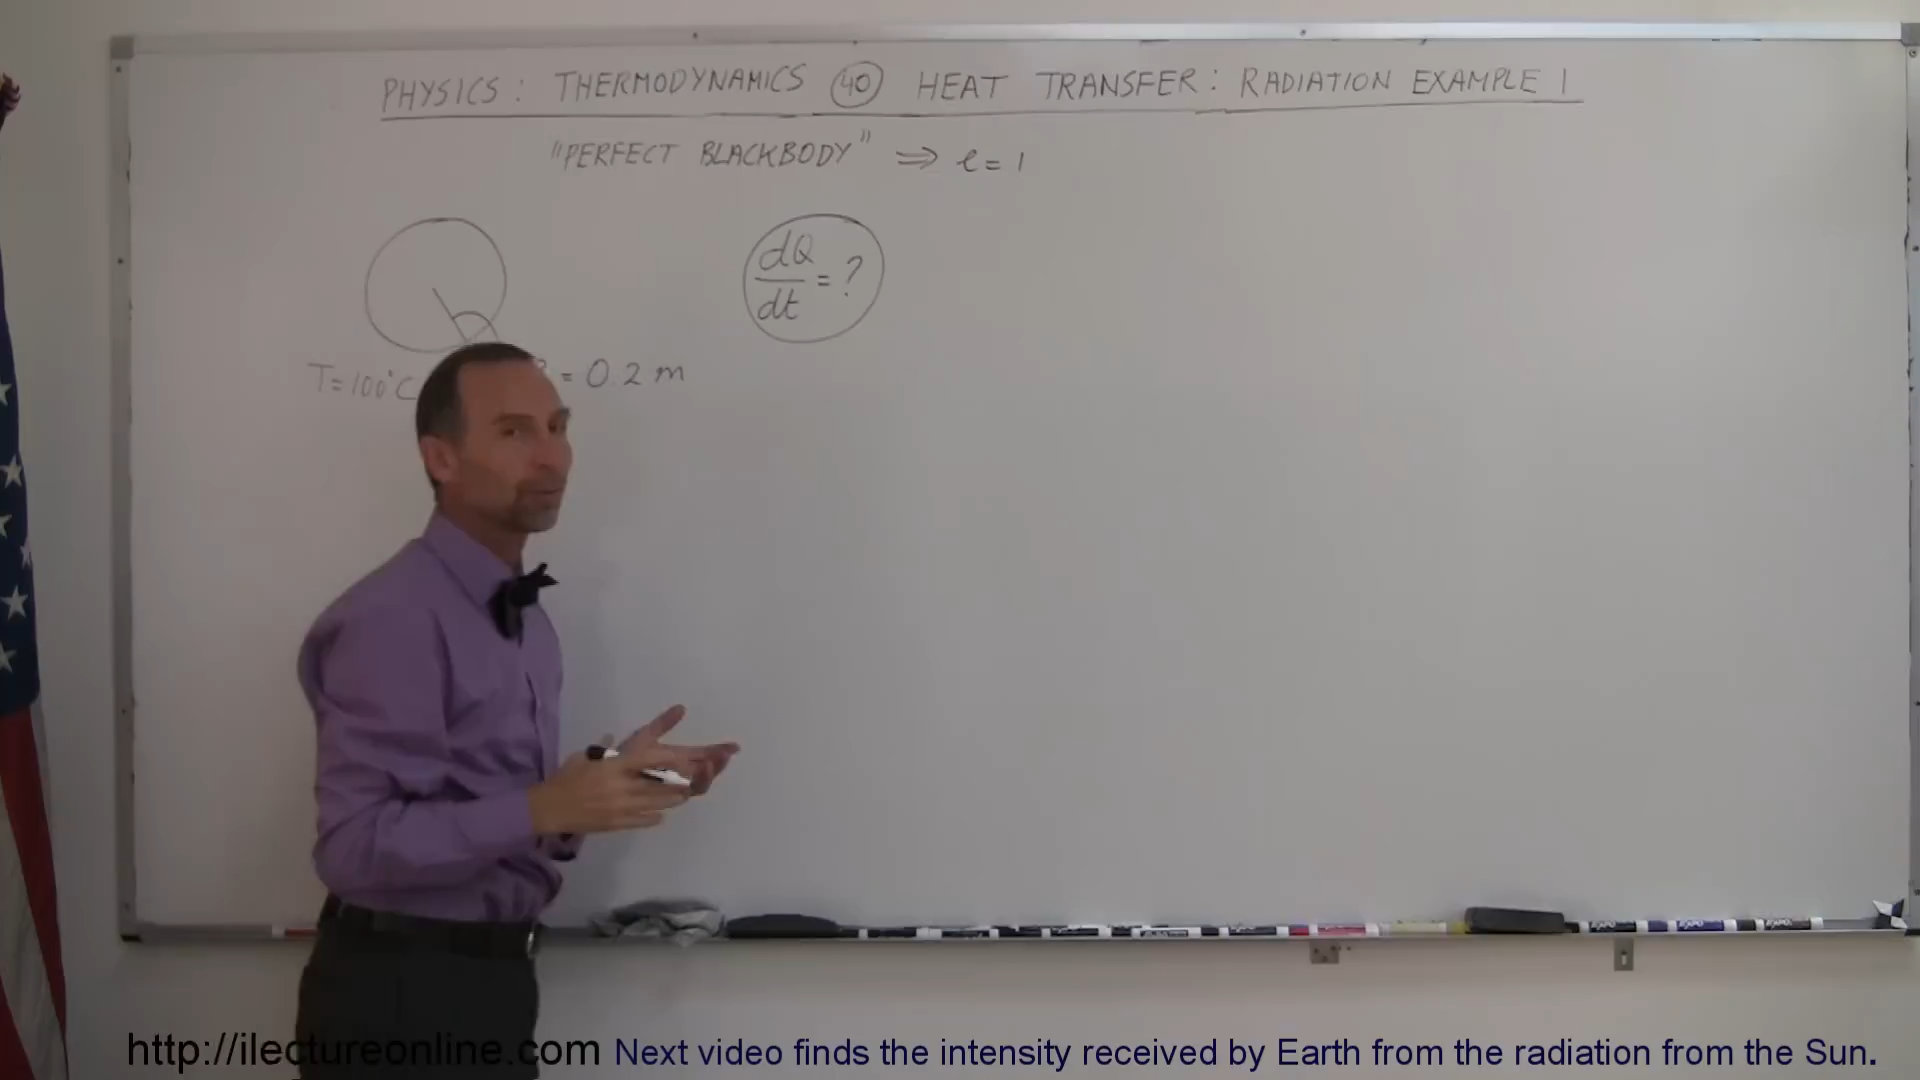 PHYSICS: THERMODYNAMICS 40 HEAT TRANSFER: RADIATION EXAMPLE 1
"PERFECT BLACKBODY" ⇒ e = 1
dQ/dt = ?
T = 100°C
= 0.2 m
http://ilectureonline.com Next video finds the intensity received by Earth from the radiation from the Sun.